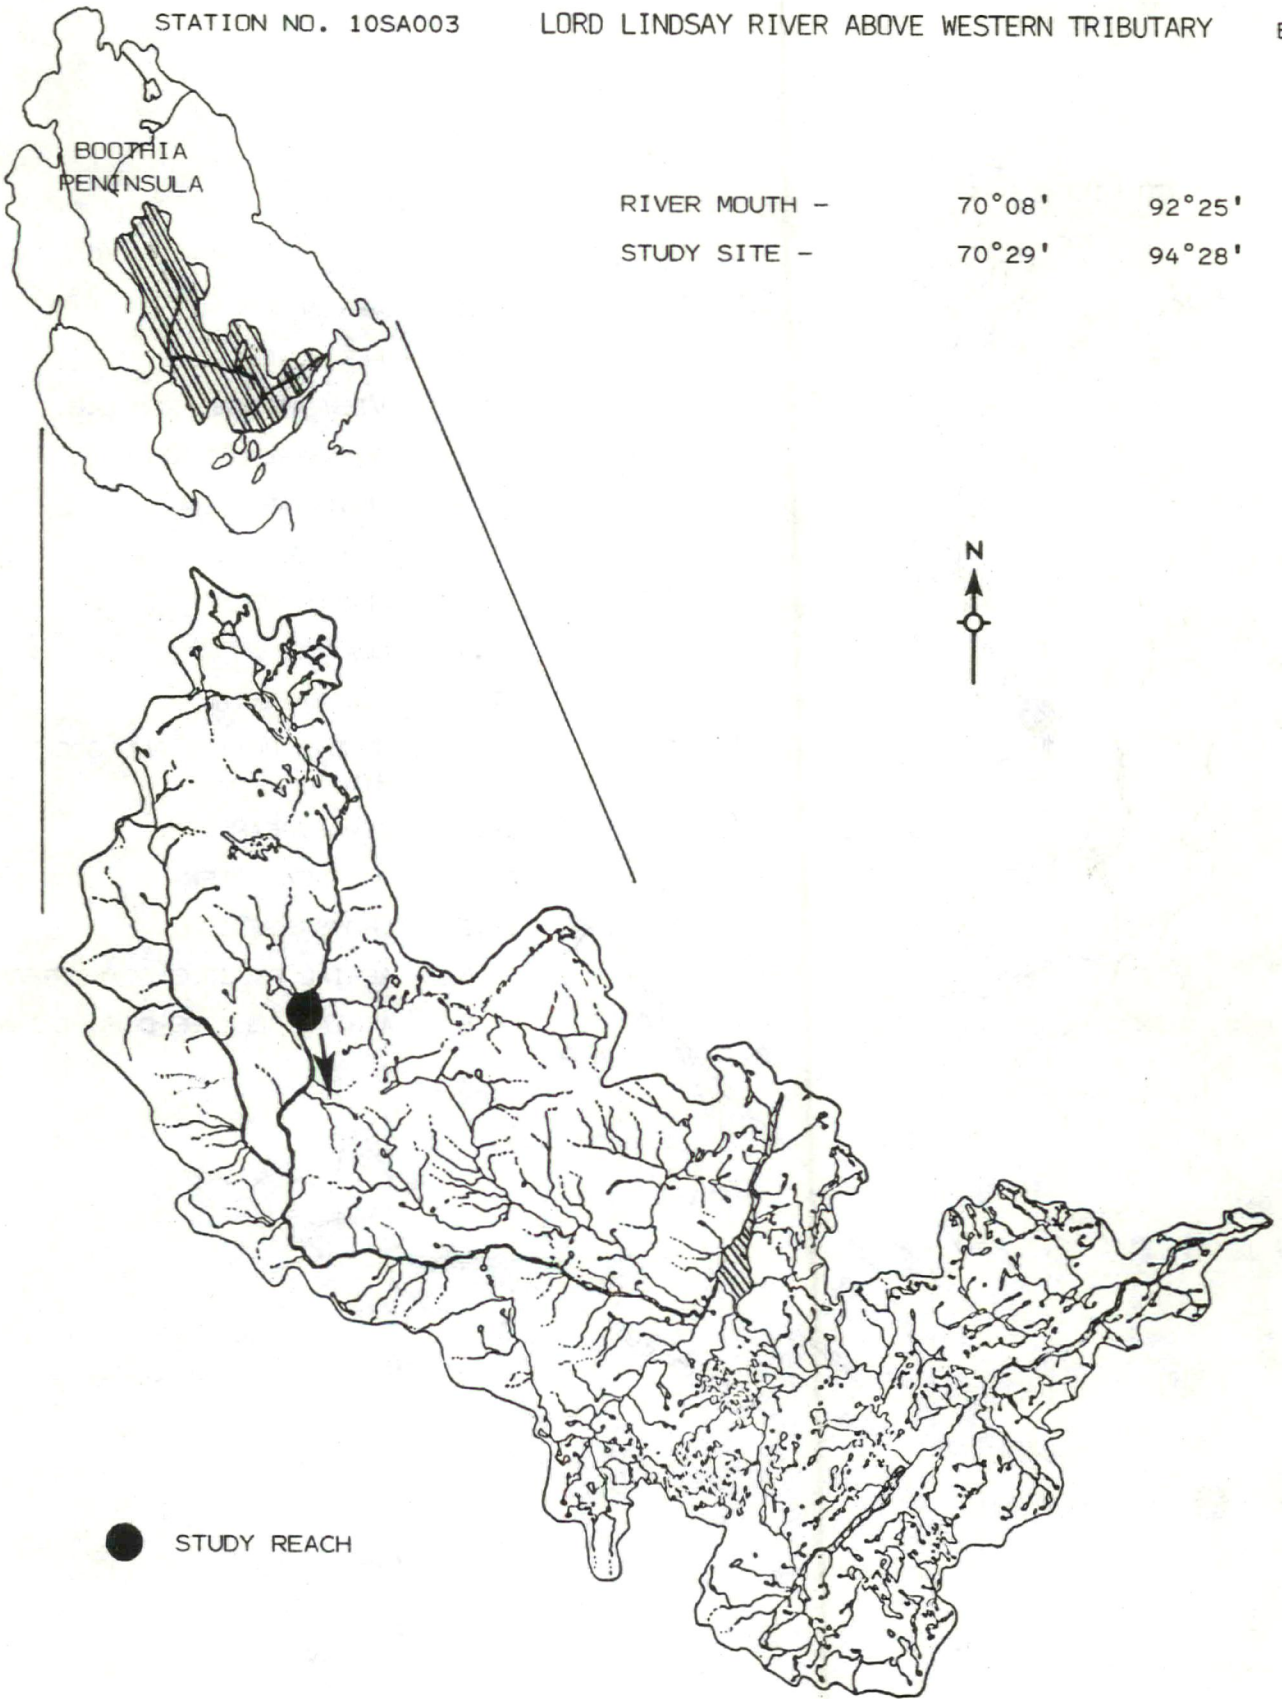 STATION NO. 10SA003 LORD LINDSAY RIVER ABOVE WESTERN TRIBUTARY
BOOTHIA
PENINSULA
RIVER MOUTH - 70°08' 92°25'
STUDY SITE - 70°29' 94°28'
N
STUDY REACH